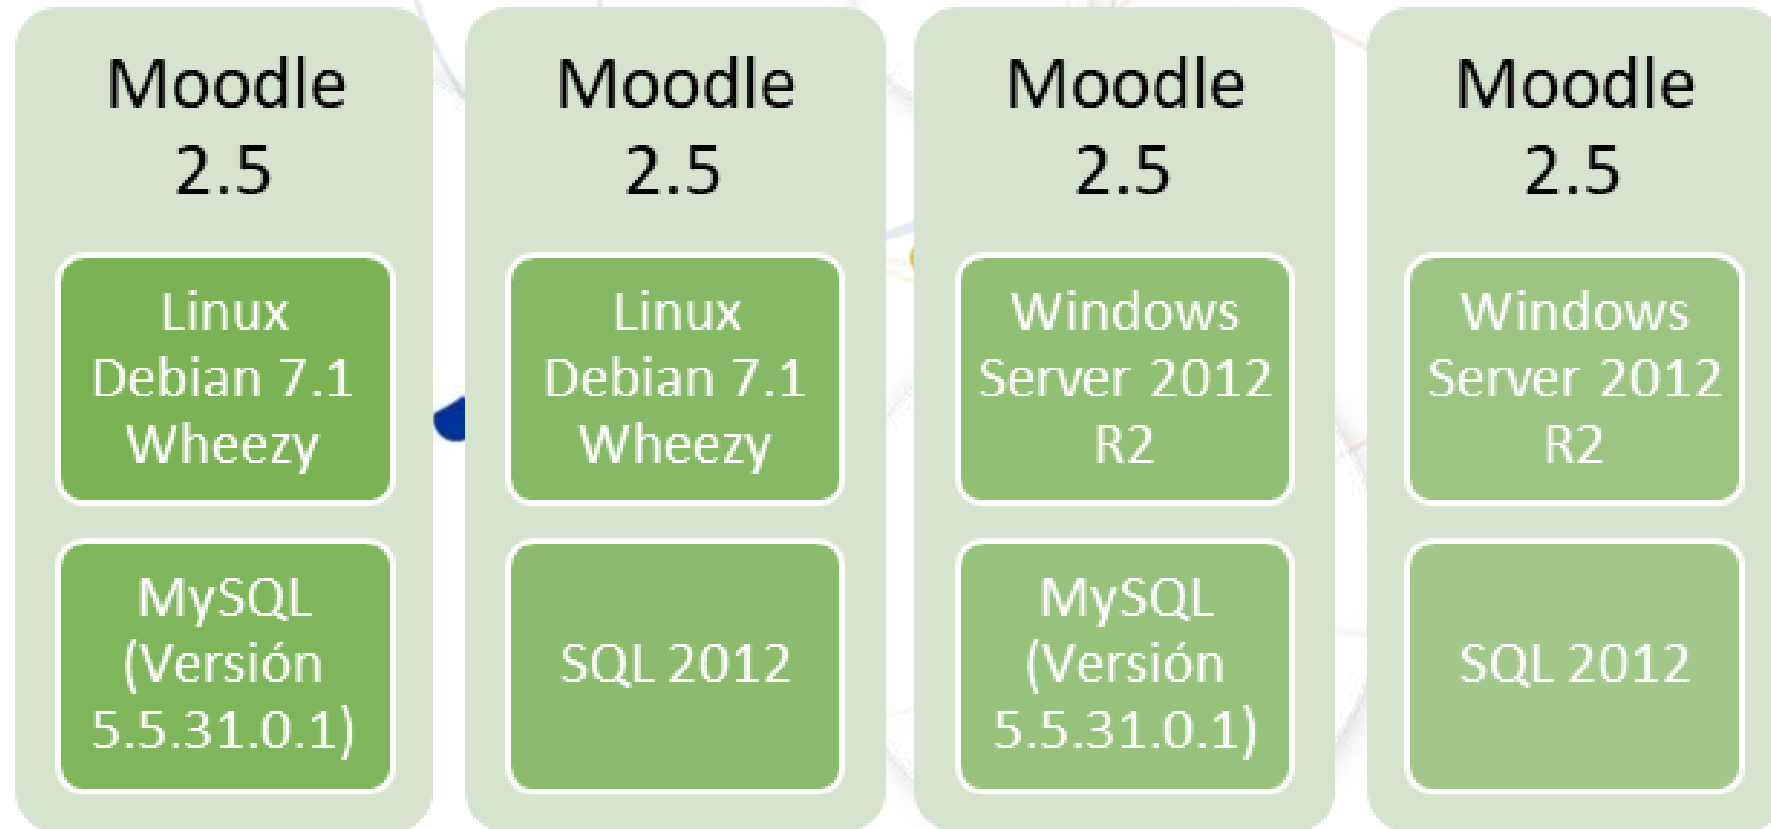 Moodle
2.5
Linux
Debian 7.1
Wheezy
MySQL
(Versión
5.5.31.0.1)
Moodle
2.5
Linux
Debian 7.1
Wheezy
SQL 2012
Moodle
2.5
Windows
Server 2012
R2
MySQL
(Versión
5.5.31.0.1)
Moodle
2.5
Windows
Server 2012
R2
SQL 2012